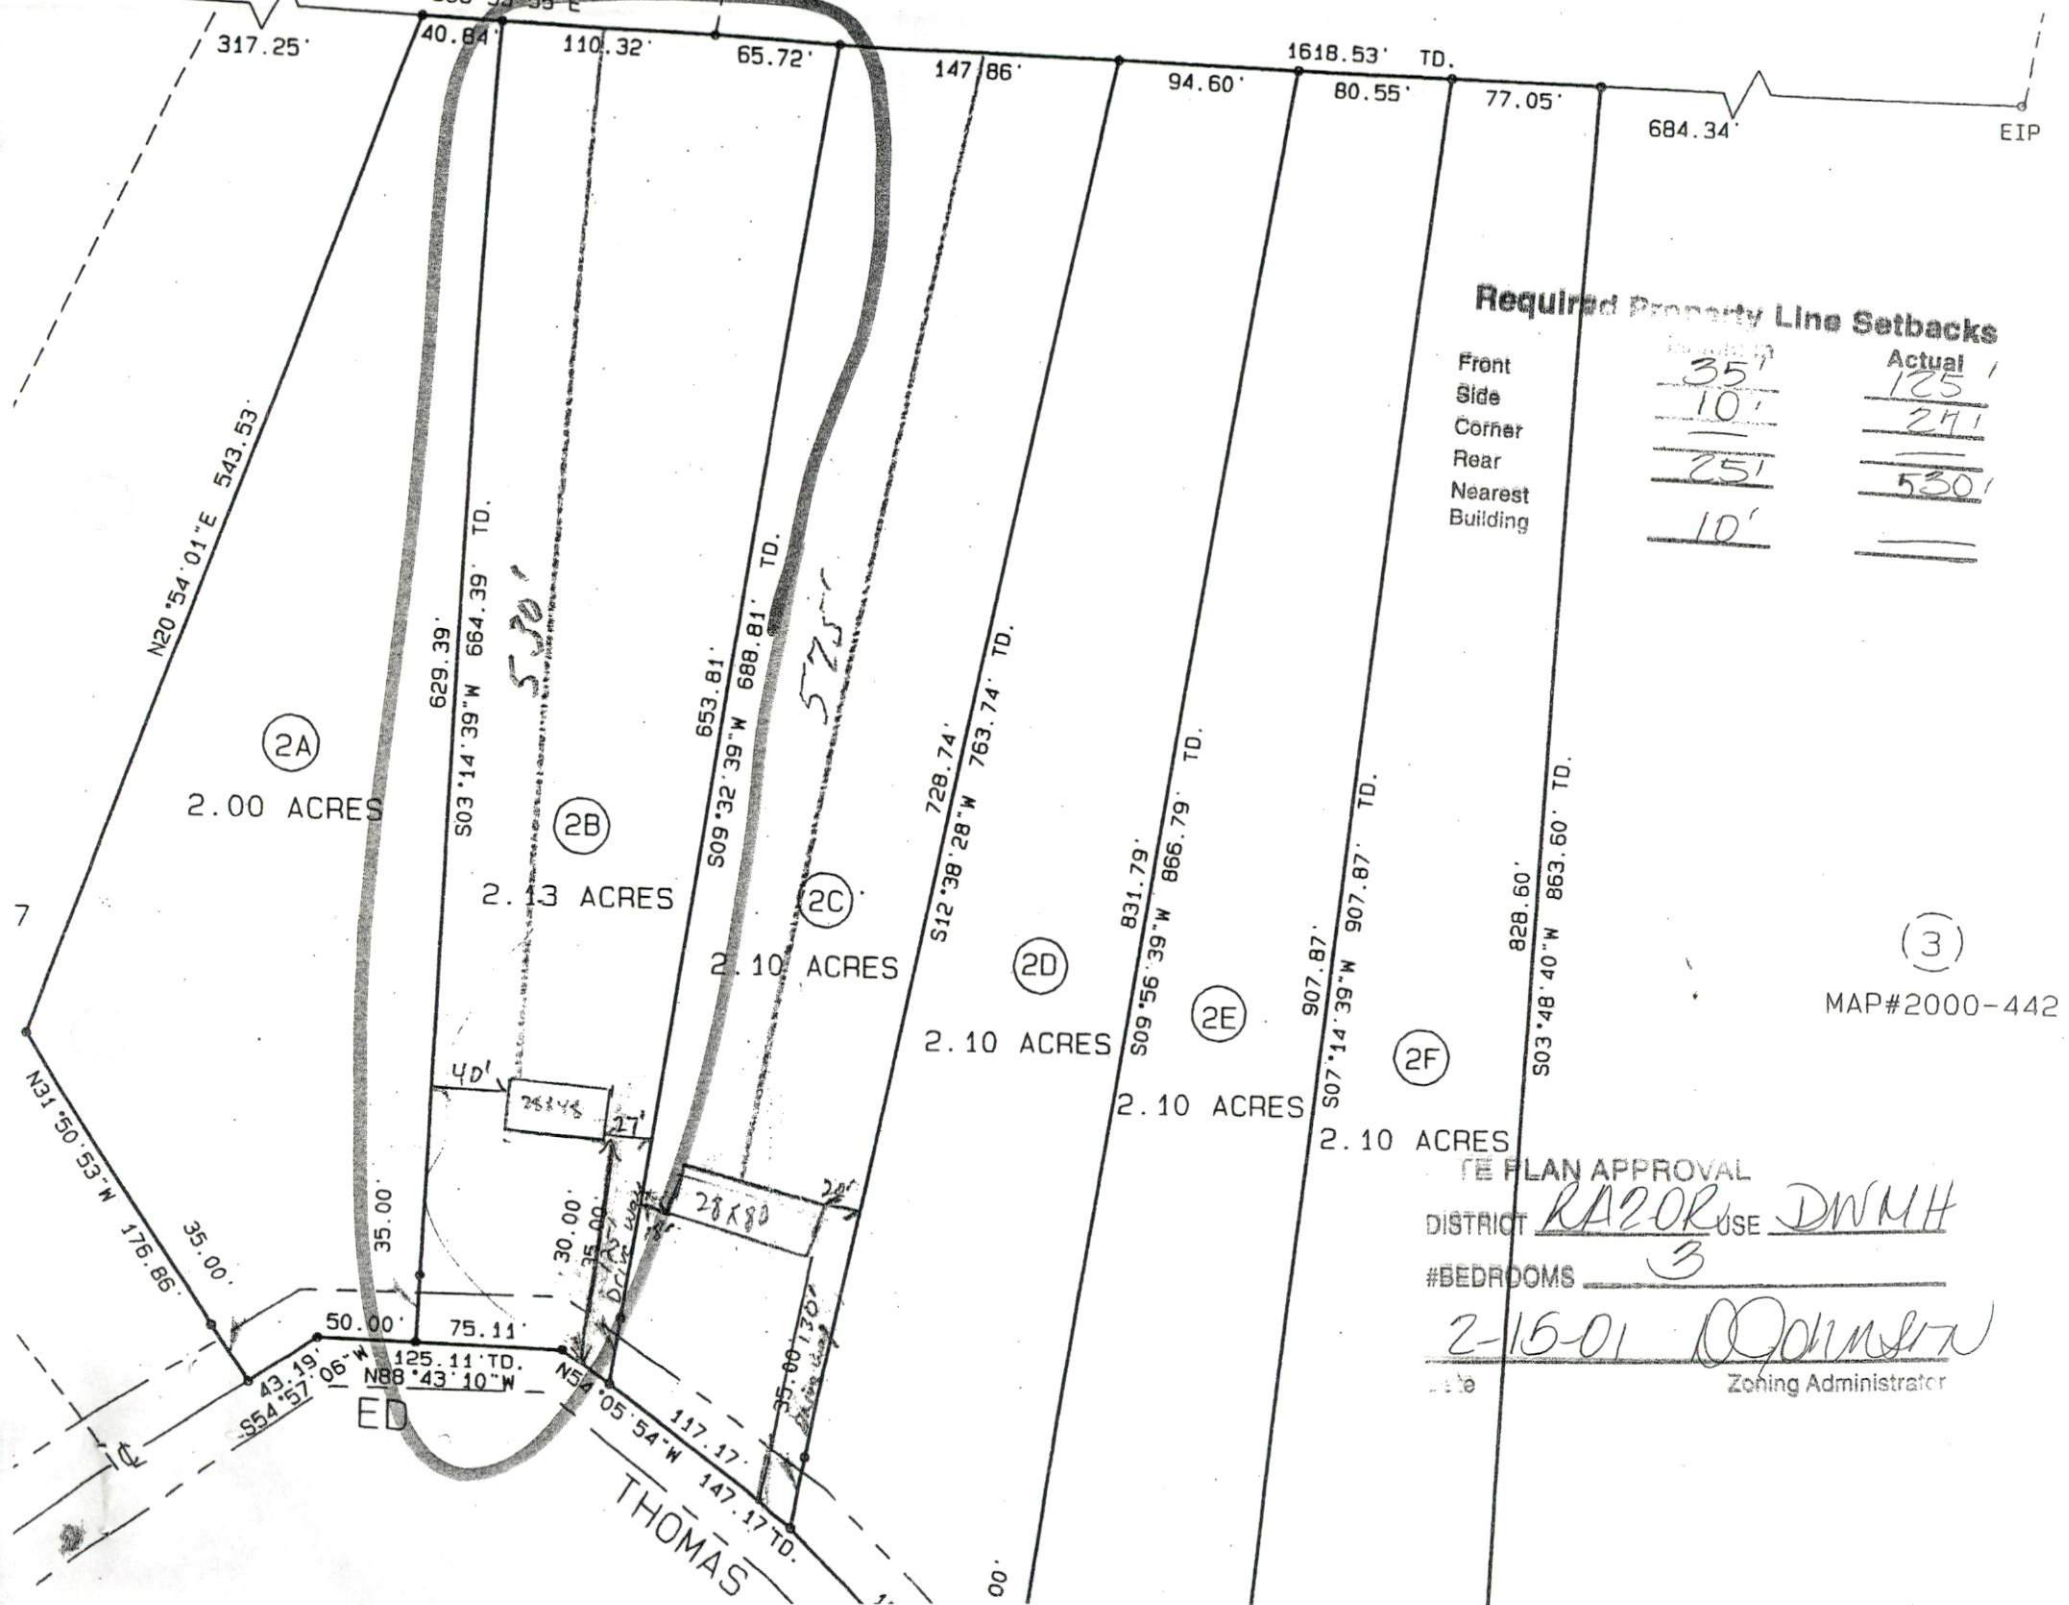 317.25'
40.84'
110.32'
65.72'
147.86'
1618.53' TD.
94.60'
80.55'
77.05'
684.34'
EIP
Required Property Line Setbacks
Actual
Front 35' 125'
Side 10' 27'
Corner — —
Rear 25' 530'
Nearest
Building 10' —
N20°54'01"E 543.53'
629.39'
S03°14'39"W 664.39' TD.
530'
653.81'
S09°32'39"W 688.81' TD.
575'
728.74'
S12°38'28"W 763.74' TD.
831.79'
S09°56'39"W 866.79' TD.
907.87'
S07°14'39"W 907.87' TD.
828.60'
S03°48'40"W 863.60' TD.
2A
2.00 ACRES
2B
2.13 ACRES
2C
2.10 ACRES
2D
2.10 ACRES
2E
2.10 ACRES
2F
2.10 ACRES
3
MAP#2000-442
7
40'
28x48
27'
28x80
20'
N31°50'53"W 176.86'
35.00'
35.00'
30.00'
35.00'
125'
Drive way
35.00'
130'
50.00'
75.11'
43.19'
S54°57'06"W
125.11'TD.
N88°43'10"W
N54°05'54"W 147.17'TD.
117.17'
ED
THOMAS
00'
TE PLAN APPROVAL
DISTRICT RA20R USE DWMH
#BEDROOMS 3
2-15-01 DJohnson
Zoning Administrator